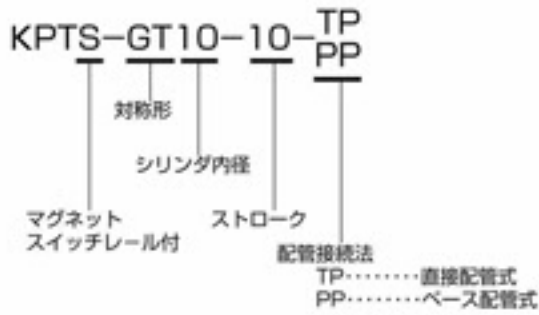 KPTS-GT10-10-TP
PP
対称形
シリンダ内径
マグネット
スイッチレール付
ストローク
配管接続法
TP········直接配管式
PP········ベース配管式